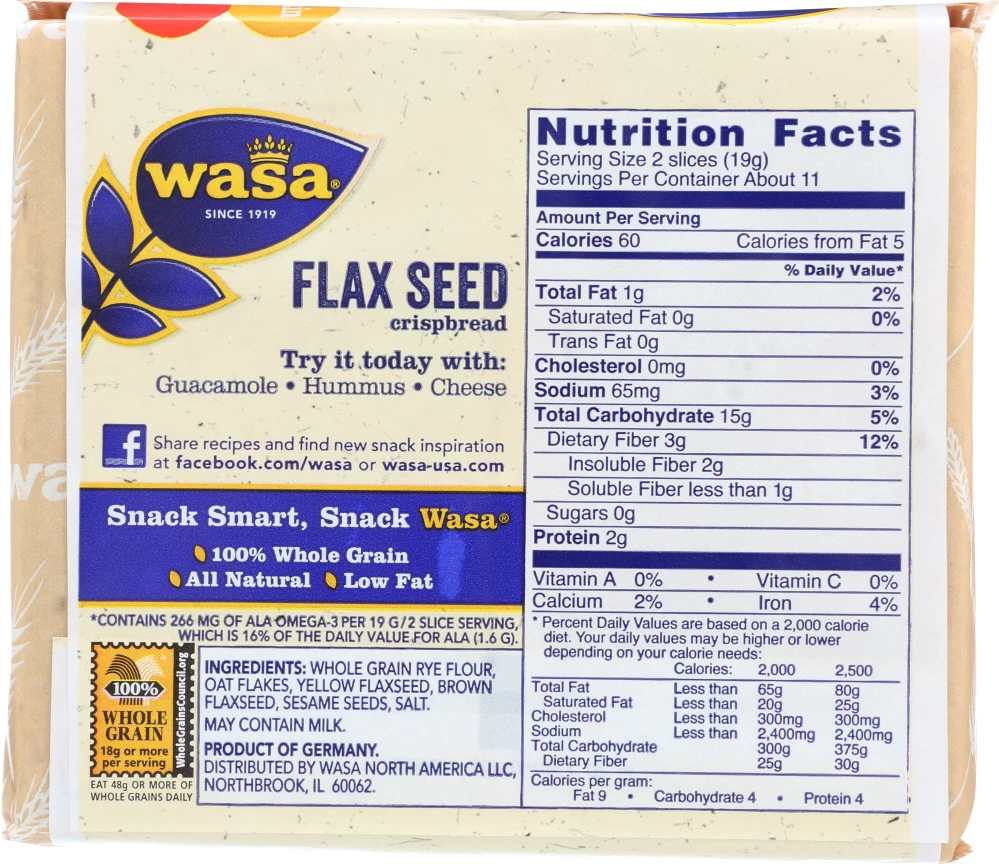 wasa®
SINCE 1919
FLAX SEED
crispbread
Try it today with:
Guacamole • Hummus • Cheese
f Share recipes and find new snack inspiration
at facebook.com/wasa or wasa-usa.com
Snack Smart, Snack Wasa®
100% Whole Grain
All Natural Low Fat
*CONTAINS 266 MG OF ALA OMEGA-3 PER 19 G/2 SLICE SERVING,
WHICH IS 16% OF THE DAILY VALUE FOR ALA (1.6 G).
100%
WHOLE
GRAIN
18g or more
per serving
WholeGrainsCouncil.org
EAT 48g OR MORE OF
WHOLE GRAINS DAILY
INGREDIENTS: WHOLE GRAIN RYE FLOUR,
OAT FLAKES, YELLOW FLAXSEED, BROWN
FLAXSEED, SESAME SEEDS, SALT.
MAY CONTAIN MILK.
PRODUCT OF GERMANY.
DISTRIBUTED BY WASA NORTH AMERICA LLC,
NORTHBROOK, IL 60062.
Nutrition Facts
Serving Size 2 slices (19g)
Servings Per Container About 11
Amount Per Serving
Calories 60 Calories from Fat 5
% Daily Value*
Total Fat 1g 2%
Saturated Fat 0g 0%
Trans Fat 0g
Cholesterol 0mg 0%
Sodium 65mg 3%
Total Carbohydrate 15g 5%
Dietary Fiber 3g 12%
Insoluble Fiber 2g
Soluble Fiber less than 1g
Sugars 0g
Protein 2g
Vitamin A 0% • Vitamin C 0%
Calcium 2% • Iron 4%
* Percent Daily Values are based on a 2,000 calorie
diet. Your daily values may be higher or lower
depending on your calorie needs:
Calories: 2,000 2,500
Total Fat Less than 65g 80g
Saturated Fat Less than 20g 25g
Cholesterol Less than 300mg 300mg
Sodium Less than 2,400mg 2,400mg
Total Carbohydrate 300g 375g
Dietary Fiber 25g 30g
Calories per gram:
Fat 9 • Carbohydrate 4 • Protein 4